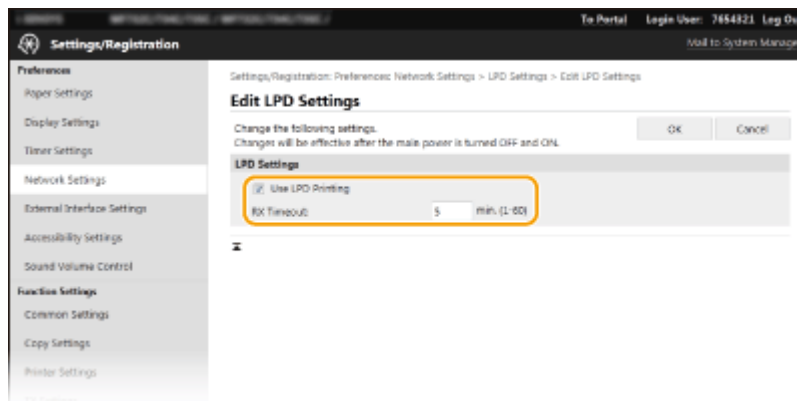 To Portal Login User: 7654321 Log Ou
Settings/Registration
Mail to System Manage
Preferences
Paper Settings
Display Settings
Timer Settings
Network Settings
External Interface Settings
Accessibility Settings
Sound Volume Control
Function Settings
Common Settings
Copy Settings
Printer Settings
Settings/Registration: Preferences: Network Settings > LPD Settings > Edit LPD Settings
Edit LPD Settings
Change the following settings.
Changes will be effective after the main power is turned OFF and ON.
OK Cancel
LPD Settings
Use LPD Printing
RX Timeout: 5 min. (1-60)